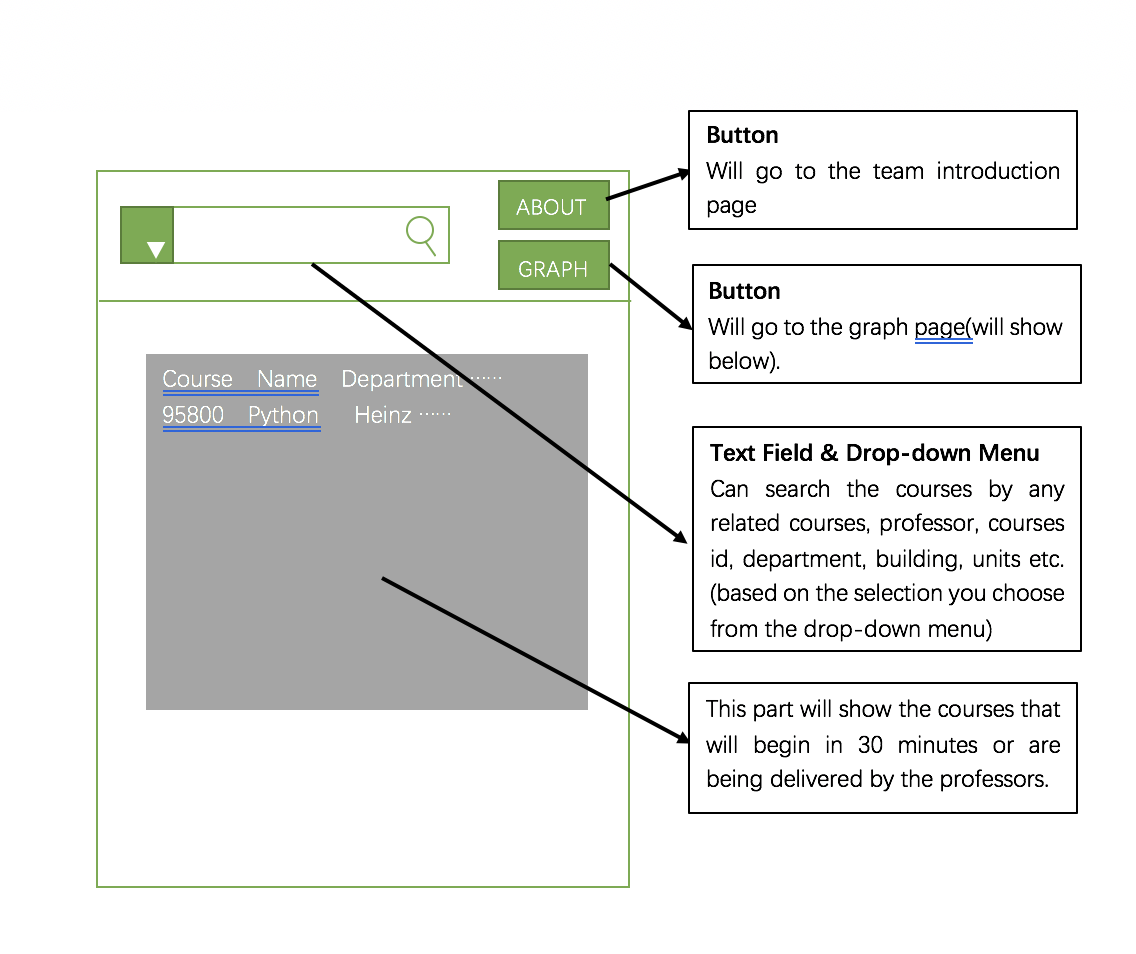 ABOUT
GRAPH
Course Name Department ······
95800 Python Heinz ······
Button
Will go to the team introduction
page
Button
Will go to the graph page(will show
below).
Text Field & Drop-down Menu
Can search the courses by any
related courses, professor, courses
id, department, building, units etc.
(based on the selection you choose
from the drop-down menu)
This part will show the courses that
will begin in 30 minutes or are
being delivered by the professors.